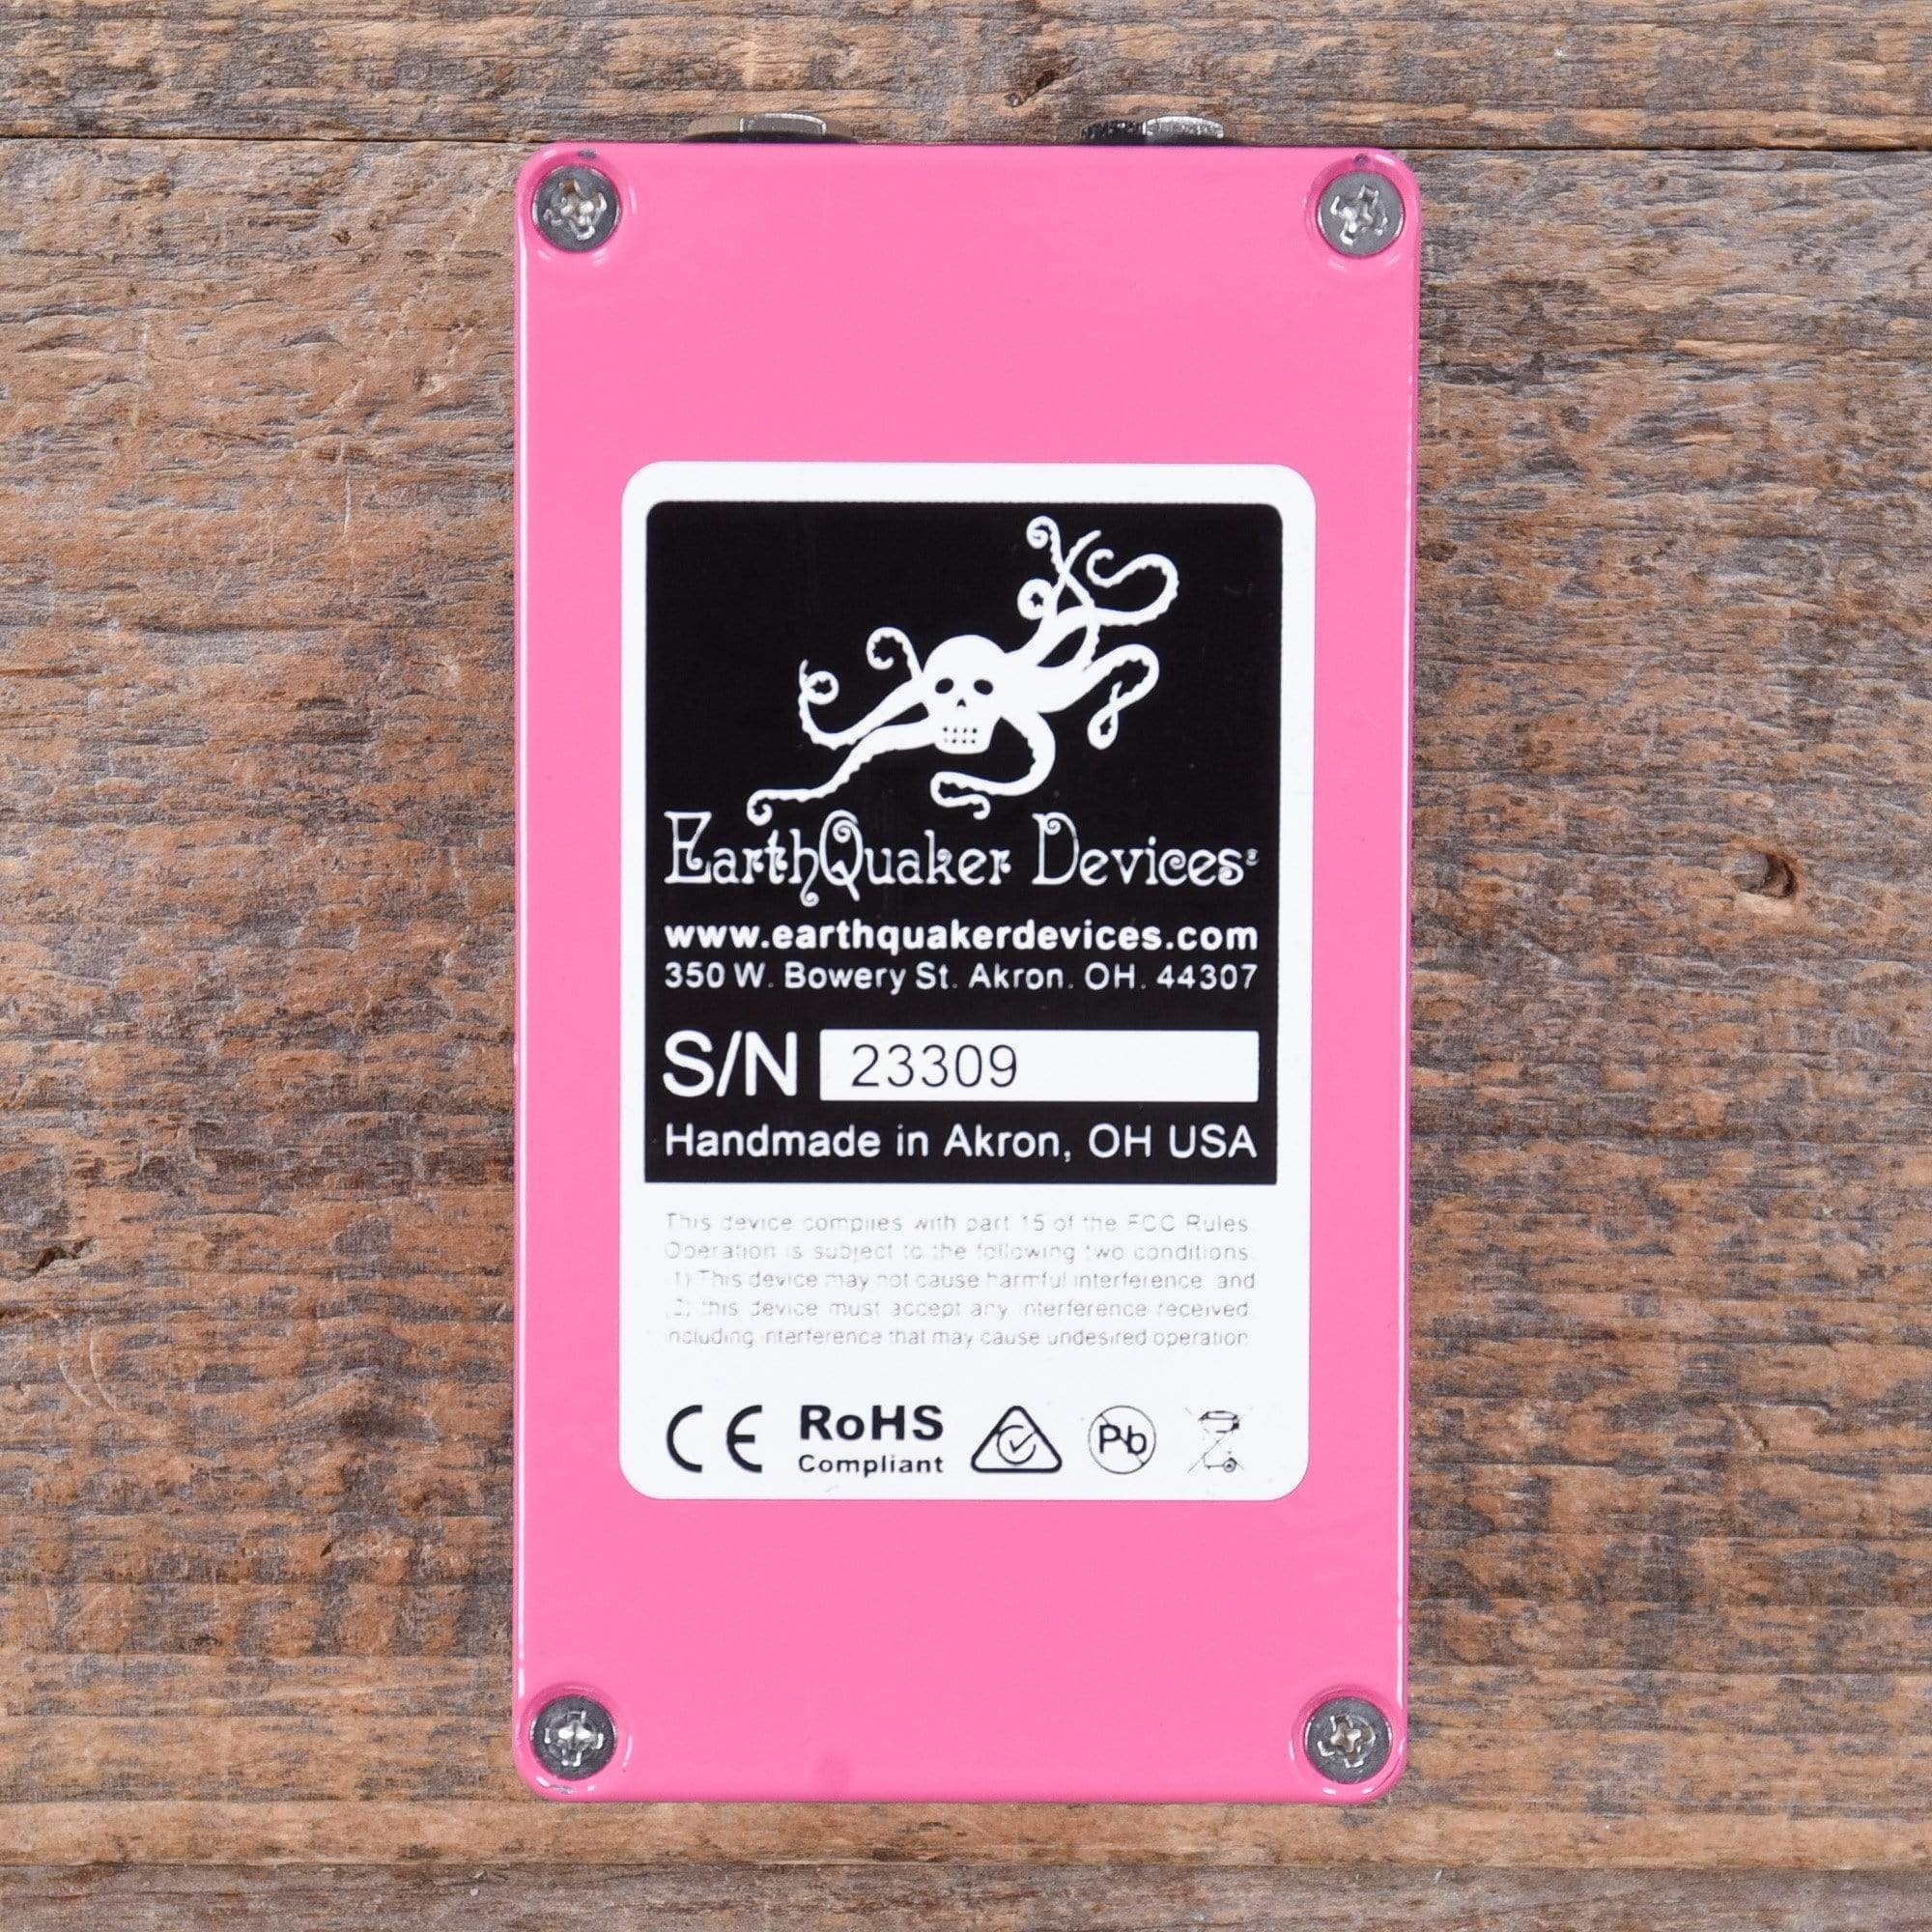 EarthQuaker Devices®
www.earthquakerdevices.com
350 W. Bowery St. Akron. OH. 44307
S/N 23309
Handmade in Akron, OH USA
This device complies with part 15 of the FCC Rules.
Operation is subject to the following two conditions.
(1) This device may not cause harmful interference, and
(2) this device must accept any interference received
including interference that may cause undesired operation.
CE RoHS Pb
Compliant